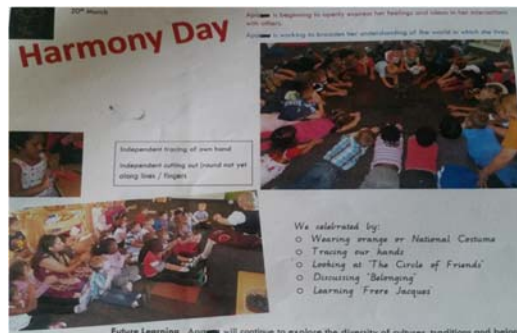 20th March
Harmony Day
is beginning to openly express her feelings and ideas in her interactions
with others.
is working to broaden her understanding of the world in which she lives.
Independent tracing of own hand
Independent cutting out (round not yet
along lines / fingers
We celebrated by:
o Wearing orange or National Costume
o Tracing our hands
o Looking at 'The Circle of Friends'
o Discussing 'Belonging'
o Learning Frere Jacques'
Future Learning will continue to explore the diversity of cultures, traditions and